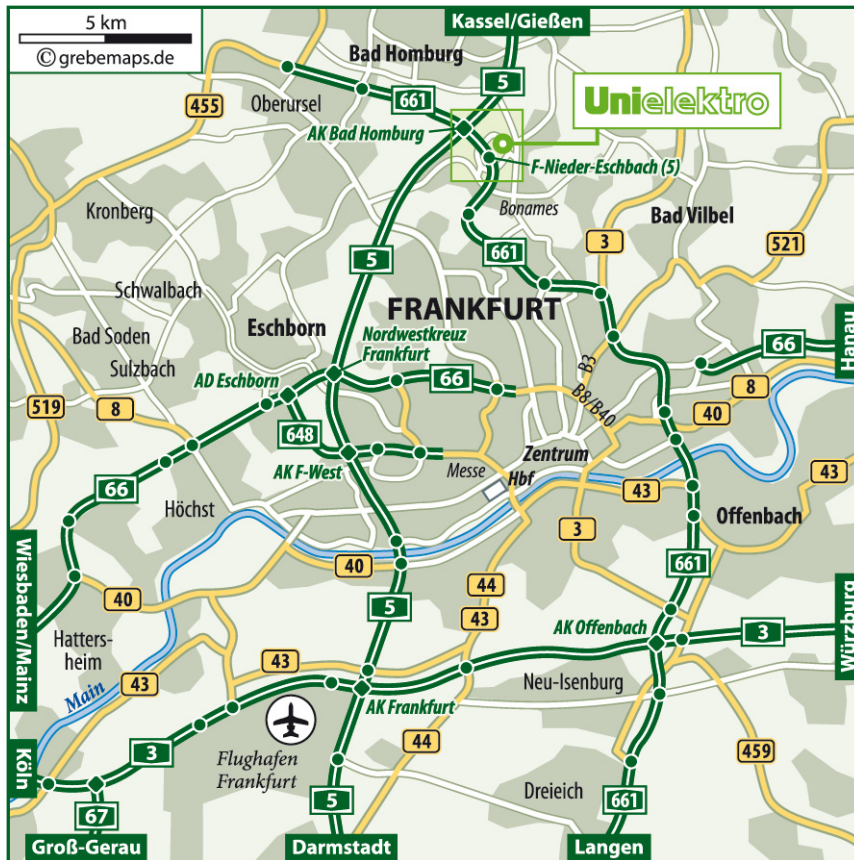 5 km
© grebemaps.de
Kassel/Gießen
Bad Homburg
5
661
455
Oberursel
Unielektro
AK Bad Homburg
F-Nieder-Eschbach (5)
Kronberg
Bonames
Bad Vilbel
3
521
661
5
Schwalbach
FRANKFURT
Eschborn
Bad Soden
Nordwestkreuz
Frankfurt
Sulzbach
66
Hanau
AD Eschborn
66
B3
8
519
8
B8/B40
40
648
Zentrum
AK F-West
Messe
Hbf
43
66
43
Höchst
Offenbach
3
40
661
Wiesbaden/Mainz
44
40
5
43
AK Offenbach
3
Würzburg
Hatters-
heim
43
Main
43
Neu-Isenburg
AK Frankfurt
3
Flughafen
Frankfurt
44
459
Köln
67
5
Dreieich
661
Groß-Gerau
Darmstadt
Langen